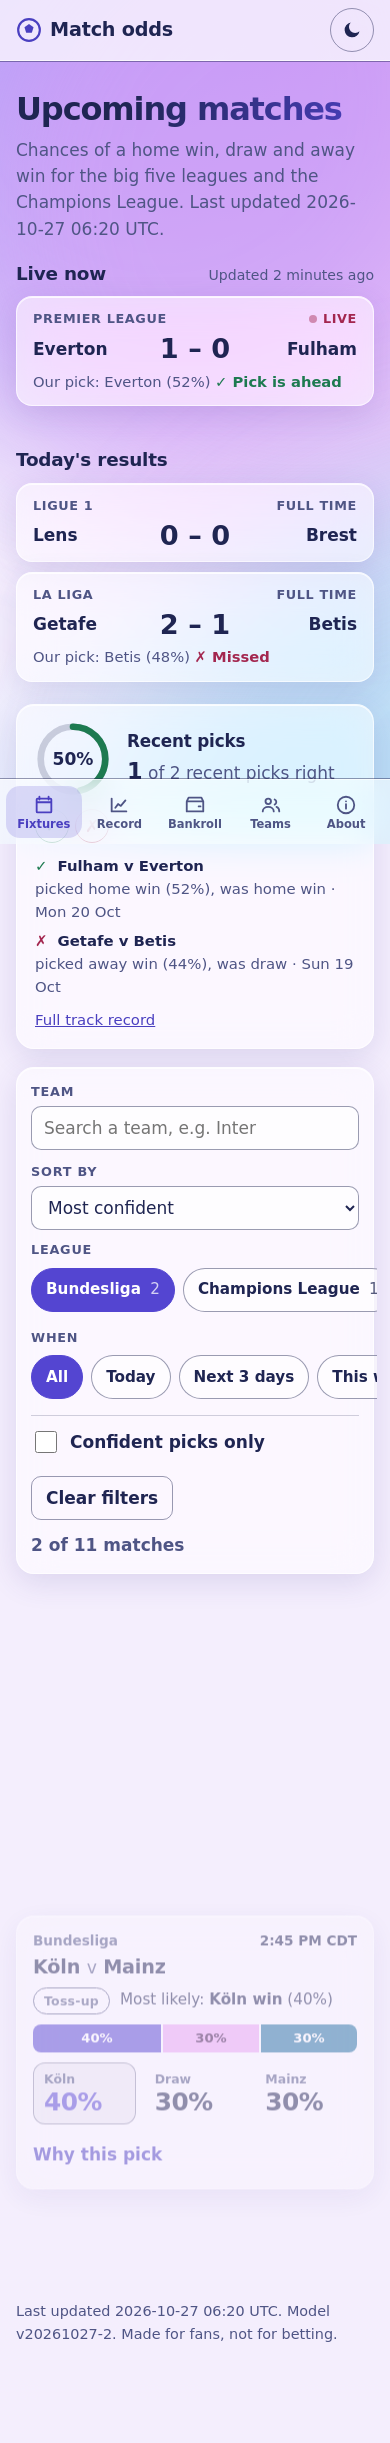 Match odds
Upcoming matches
Chances of a home win, draw and away
win for the big five leagues and the
Champions League. Last updated 2026-
10-27 06:20 UTC.
Live now Updated 2 minutes ago
PREMIER LEAGUE LIVE
Everton 1 – 0 Fulham
Our pick: Everton (52%) ✓ Pick is ahead
Today's results
LIGUE 1 FULL TIME
Lens 0 – 0 Brest
LA LIGA FULL TIME
Getafe 2 – 1 Betis
Our pick: Betis (48%) ✗ Missed
50% Recent picks
1 of 2 recent picks right
Fixtures Record Bankroll Teams About
✓ Fulham v Everton
picked home win (52%), was home win ·
Mon 20 Oct
✗ Getafe v Betis
picked away win (44%), was draw · Sun 19
Oct
Full track record
TEAM
Search a team, e.g. Inter
SORT BY
Most confident
LEAGUE
Bundesliga 2 Champions League 1
WHEN
All Today Next 3 days This
Confident picks only
Clear filters
2 of 11 matches
Bundesliga 2:45 PM CDT
Köln v Mainz
Toss-up Most likely: Köln win (40%)
40% 30% 30%
Köln Draw Mainz
40% 30% 30%
Why this pick
Last updated 2026-10-27 06:20 UTC. Model
v20261027-2. Made for fans, not for betting.